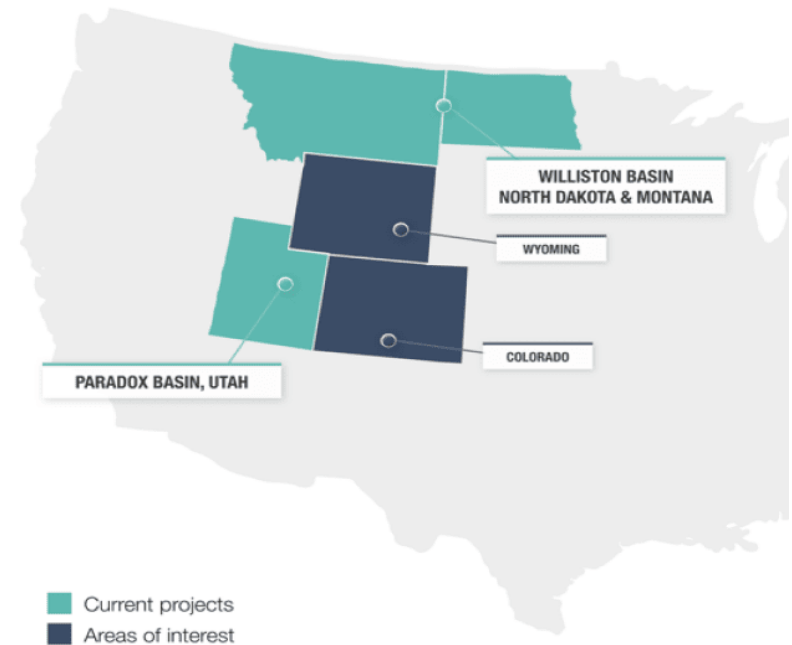 WILLISTON BASIN
NORTH DAKOTA & MONTANA
WYOMING
COLORADO
PARADOX BASIN, UTAH
Current projects
Areas of interest